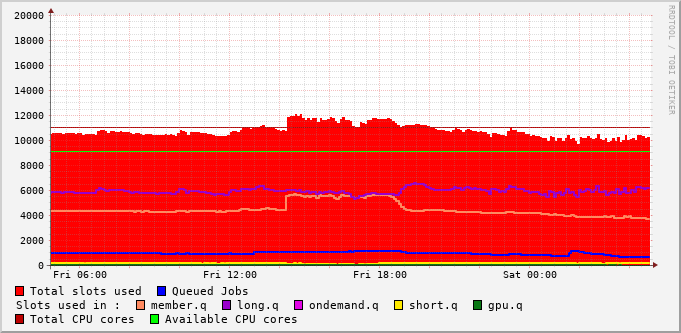 20000
18000
16000
14000
12000
10000
8000
6000
4000
2000
0
Fri 06:00 Fri 12:00 Fri 18:00 Sat 00:00
RRDTOOL / TOBI OETIKER
Total slots used Queued Jobs
Slots used in : member.q long.q ondemand.q short.q gpu.q
Total CPU cores Available CPU cores